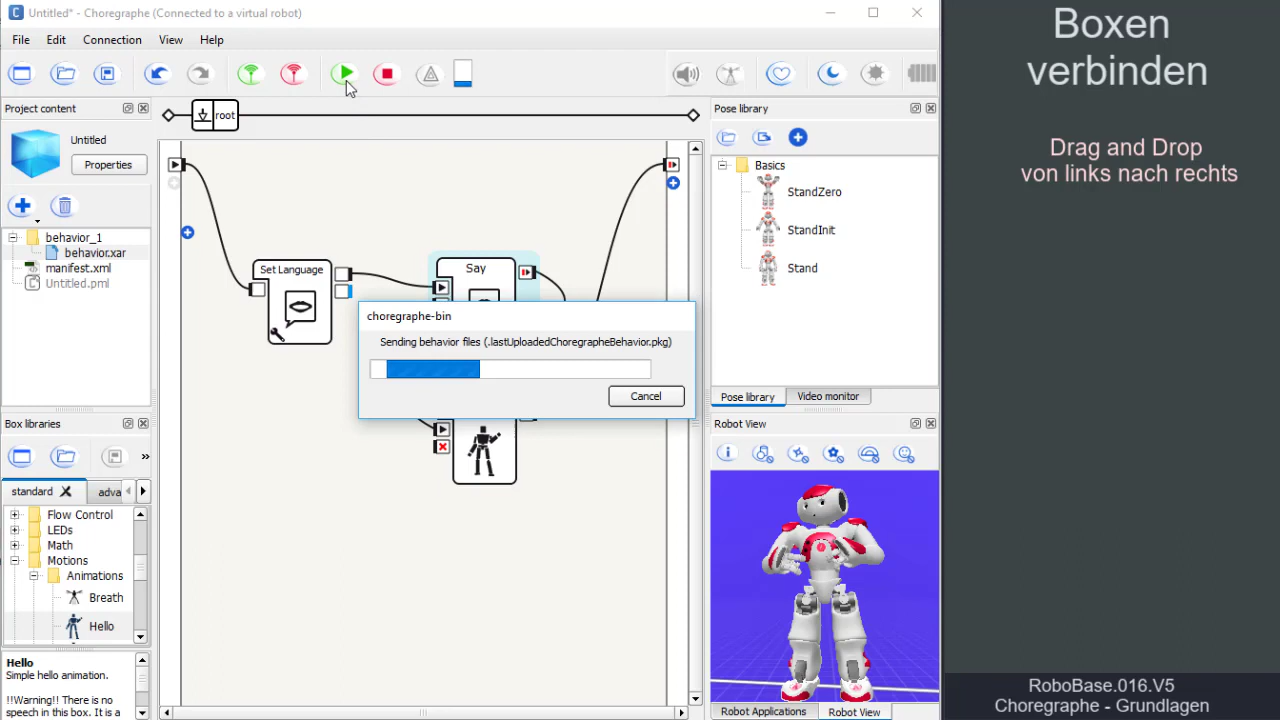 Untitled* - Choregraphe (Connected to a virtual robot)
File Edit Connection View Help
Project content
root
Pose library
Untitled
Properties
behavior_1
behavior.xar
manifest.xml
Untitled.pml
Set Language
Say
Basics
StandZero
StandInit
Stand
choregraphe-bin
Sending behavior files (.lastUploadedChoregrapheBehavior.pkg)
Cancel
Pose library Video monitor
Box libraries
Robot View
standard
adva
Flow Control
LEDs
Math
Motions
Animations
Breath
Hello
Hello
Simple hello animation.
!!Warning!! There is
speech in this box. It is a
Robot Applications Robot View
Boxen
verbinden
Drag and Drop
von links nach rechts
RoboBase.016.V5
Choregraphe - Grundlagen